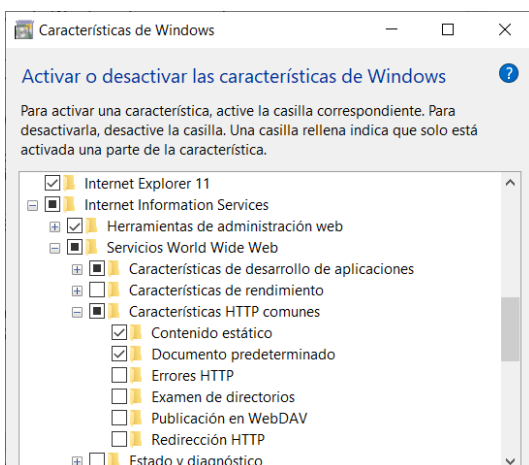 Características de Windows
Activar o desactivar las características de Windows
?
Para activar una característica, active la casilla correspondiente. Para
desactivarla, desactive la casilla. Una casilla rellena indica que solo está
activada una parte de la característica.
Internet Explorer 11
Internet Information Services
Herramientas de administración web
Servicios World Wide Web
Características de desarrollo de aplicaciones
Características de rendimiento
Características HTTP comunes
Contenido estático
Documento predeterminado
Errores HTTP
Examen de directorios
Publicación en WebDAV
Redirección HTTP
Estado y diagnóstico